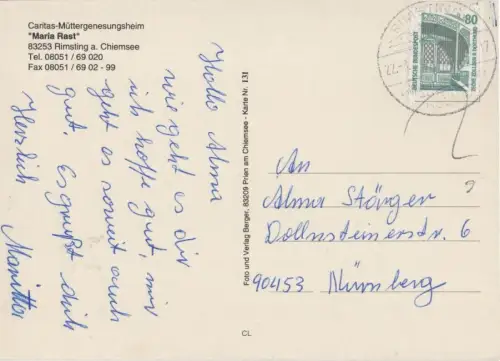 Caritas-Müttergenesungsheim
"Maria Rast"
83253 Rimsting a. Chiemsee
Tel. 08051 / 69 020
Fax 08051 / 69 02 - 99
Hallo Alma
wie geht es dir
ich hoffe gut, mir
geht es soweit auch
gut. Es grüßt dich
Herzlich Manitta
Foto und Verlag Berger, 83209 Prien am Chiemsee - Karte Nr. 131
80
DEUTSCHE BUNDESPOST
An
Alma Störger
Dollnsteinerstr. 6
90453 Nürnberg
CL